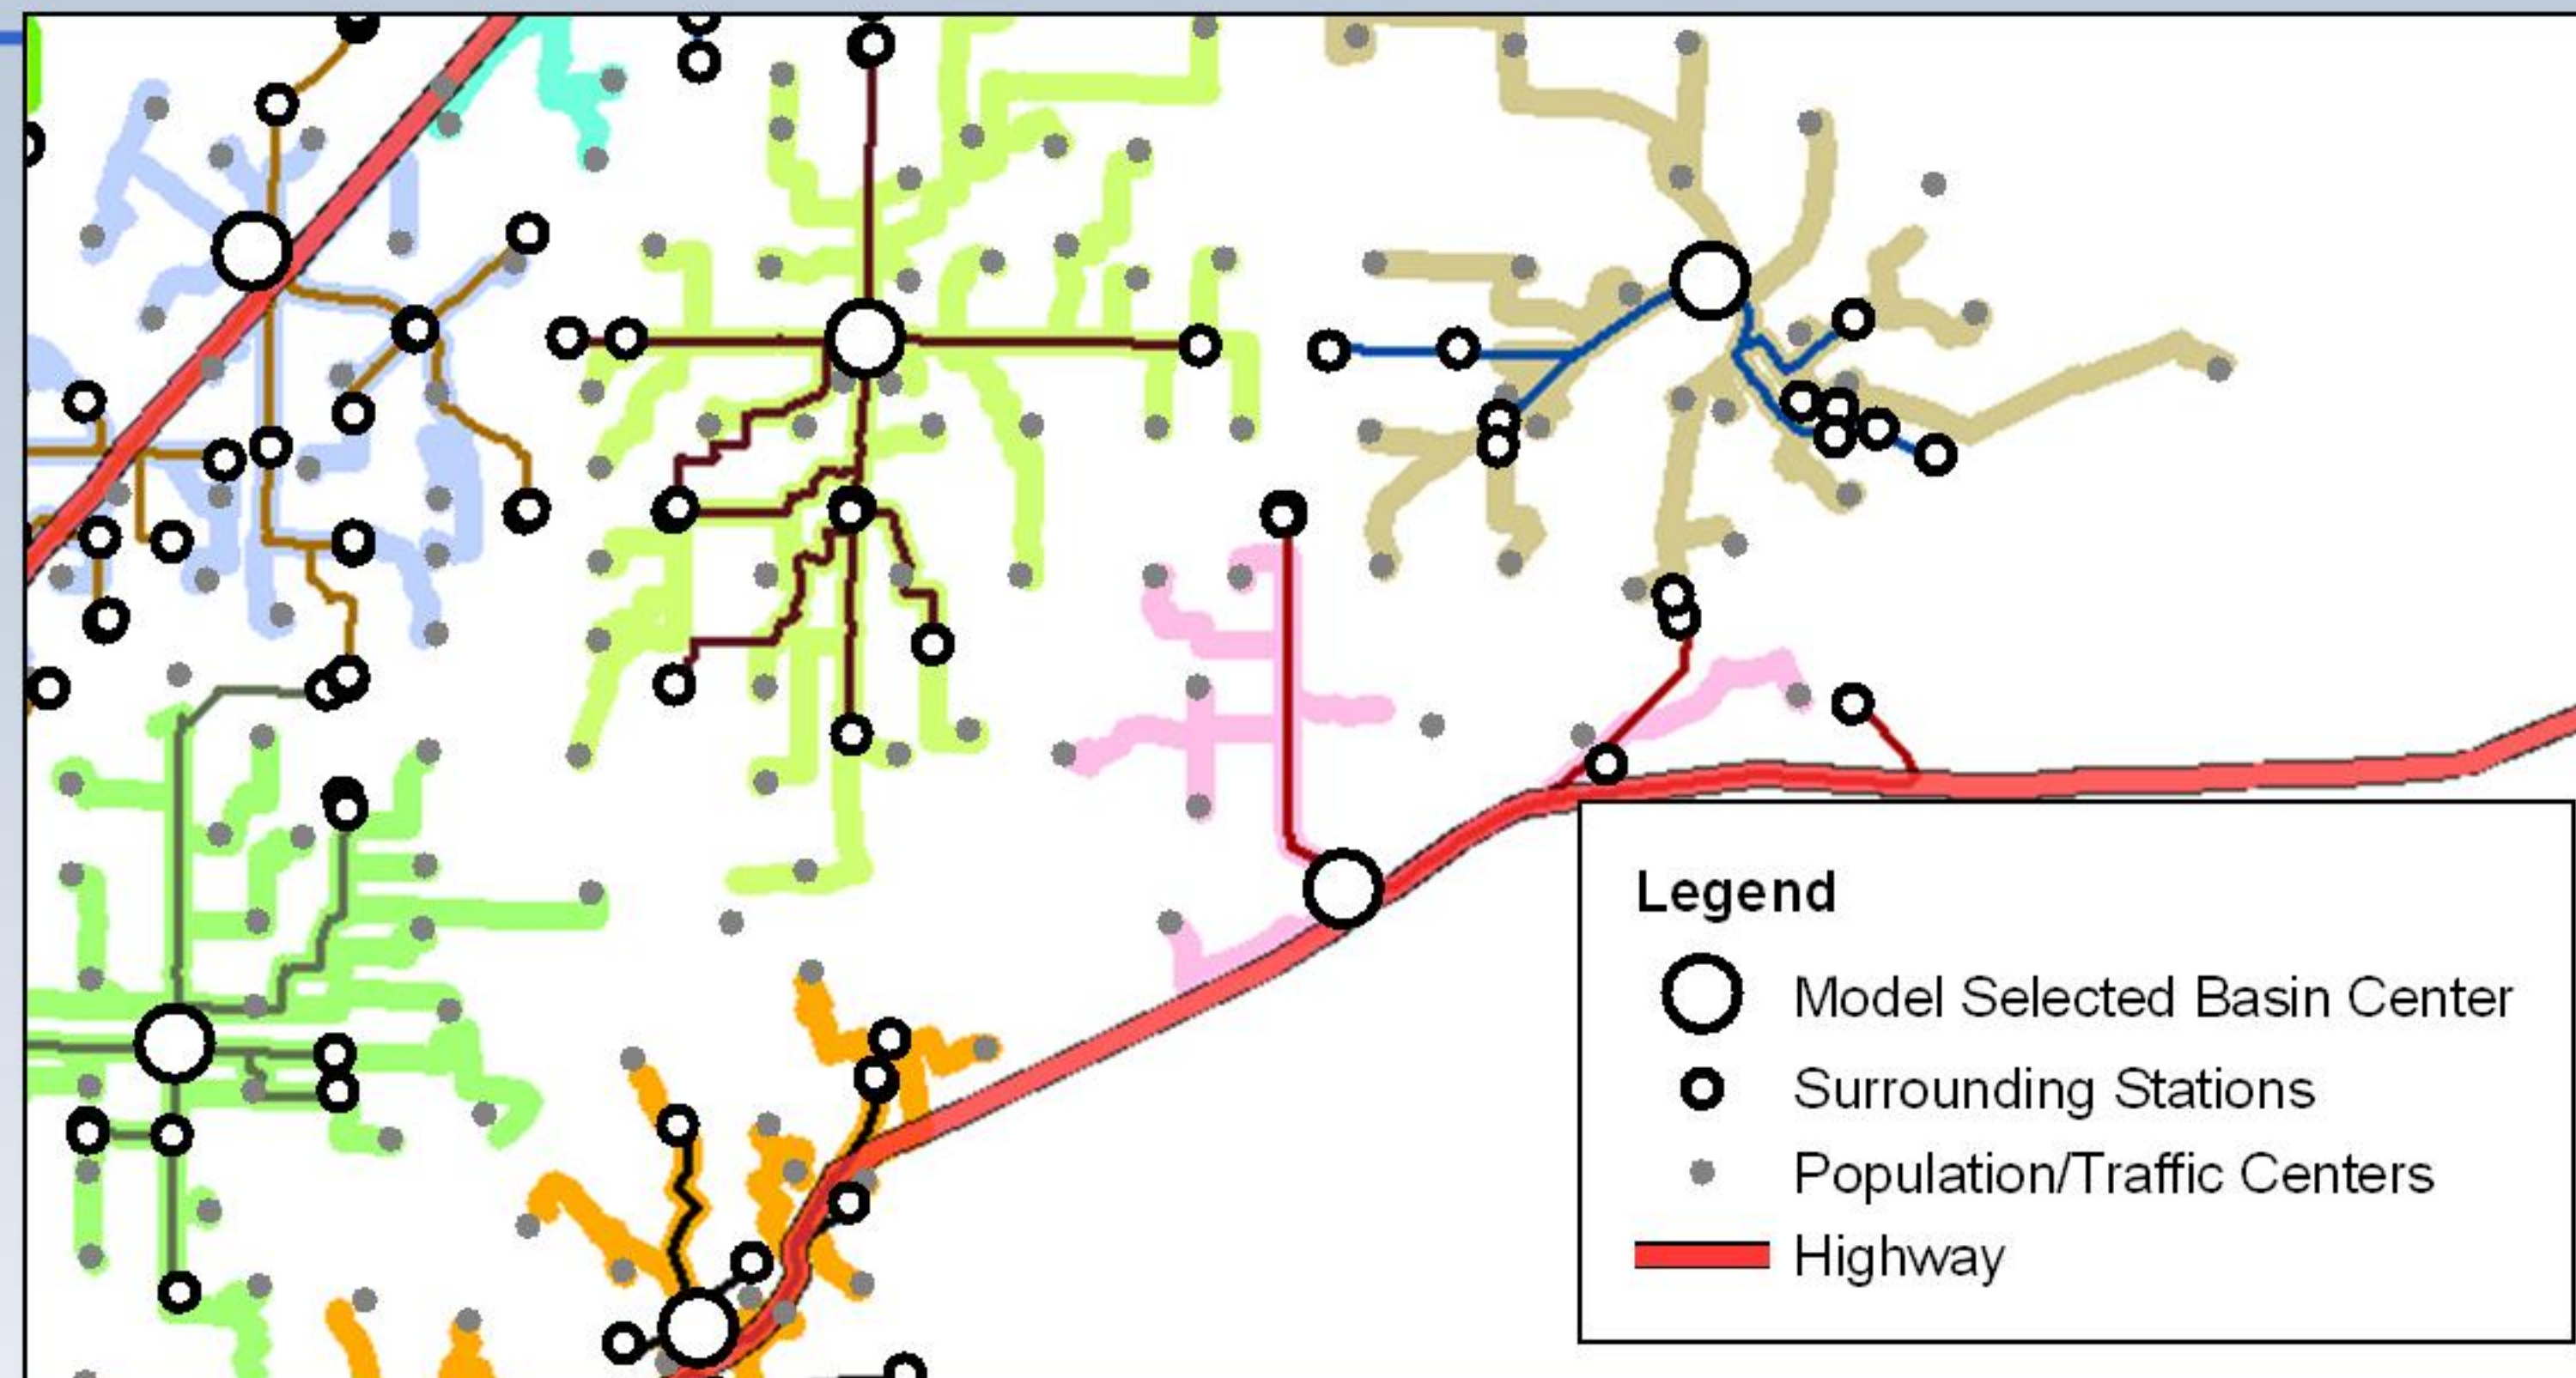 Legend
Model Selected Basin Center
Surrounding Stations
Population/Traffic Centers
Highway